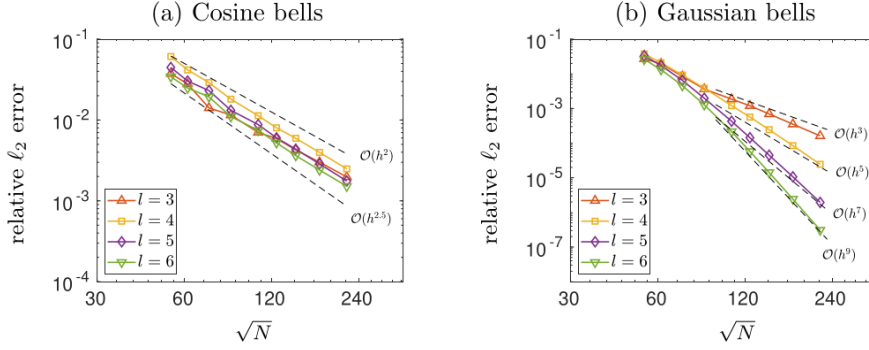 (a) Cosine bells
10^-1
10^-2
10^-3
10^-4
relative ℓ₂ error
O(h^2)
O(h^2.5)
l = 3
l = 4
l = 5
l = 6
30 60 120 240
√N
(b) Gaussian bells
10^-1
10^-3
10^-5
10^-7
relative ℓ₂ error
O(h^3)
O(h^5)
O(h^7)
O(h^9)
l = 3
l = 4
l = 5
l = 6
30 60 120 240
√N